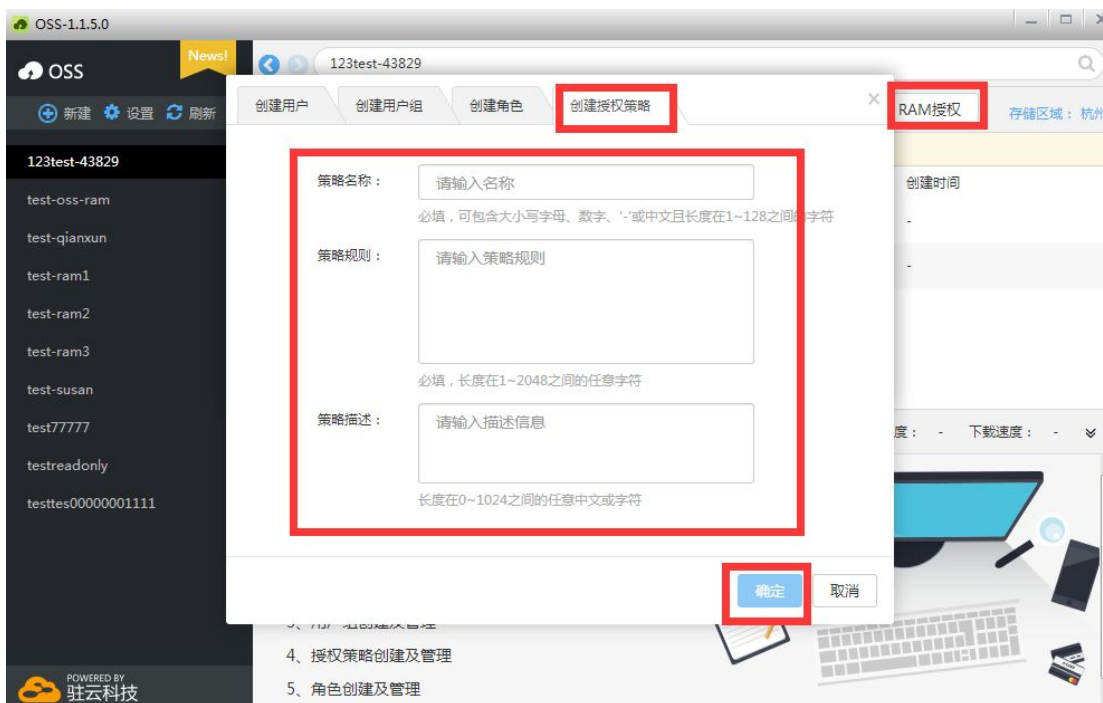 OSS-1.1.5.0
OSS
News!
123test-43829
新建 设置 刷新
创建用户 创建用户组 创建角色 创建授权策略
RAM授权
存储区域： 杭州
123test-43829
test-oss-ram
test-qianxun
test-ram1
test-ram2
test-ram3
test-susan
test77777
testreadonly
testtes00000001111
创建时间
-
-
策略名称： 请输入名称
必填，可包含大小写字母、数字、'-'或中文且长度在1~128之间的字符
策略规则： 请输入策略规则
必填，长度在1~2048之间的任意字符
策略描述： 请输入描述信息
长度在0~1024之间的任意中文或字符
度： - 下载速度： -
确定 取消
4、授权策略创建及管理
5、角色创建及管理
POWERED BY
驻云科技